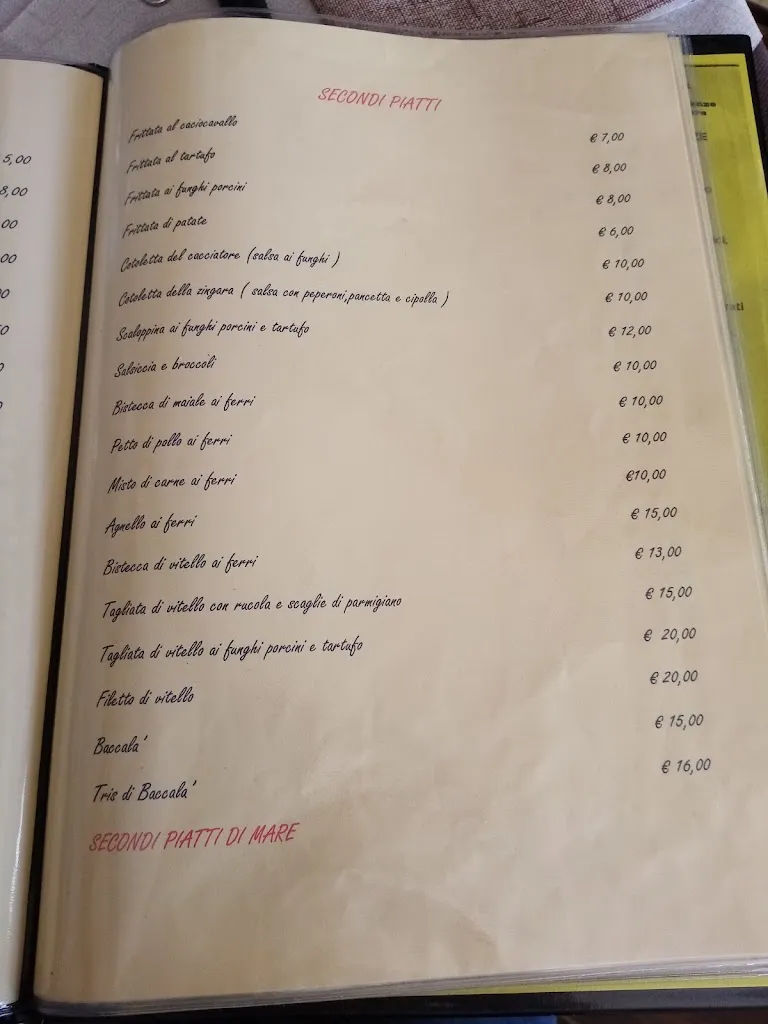 SECONDI PIATTI
Frittata al caciocavallo € 7,00
Frittata al tartufo € 8,00
Frittata ai funghi porcini € 8,00
Frittata di patate € 6,00
Cotoletta del cacciatore (salsa ai funghi ) € 10,00
Cotoletta della zingara ( salsa con peperoni,pancetta e cipolla ) € 10,00
Scaloppina ai funghi porcini e tartufo € 12,00
Salsiccia e broccoli € 10,00
Bistecca di maiale ai ferri € 10,00
Petto di pollo ai ferri € 10,00
Misto di carne ai ferri €10,00
Agnello ai ferri € 15,00
Bistecca di vitello ai ferri € 13,00
Tagliata di vitello con rucola e scaglie di parmigiano € 15,00
Tagliata di vitello ai funghi porcini e tartufo € 20,00
Filetto di vitello € 20,00
Baccala' € 15,00
Tris di Baccala' € 16,00
SECONDI PIATTI DI MARE
5,00
8,00